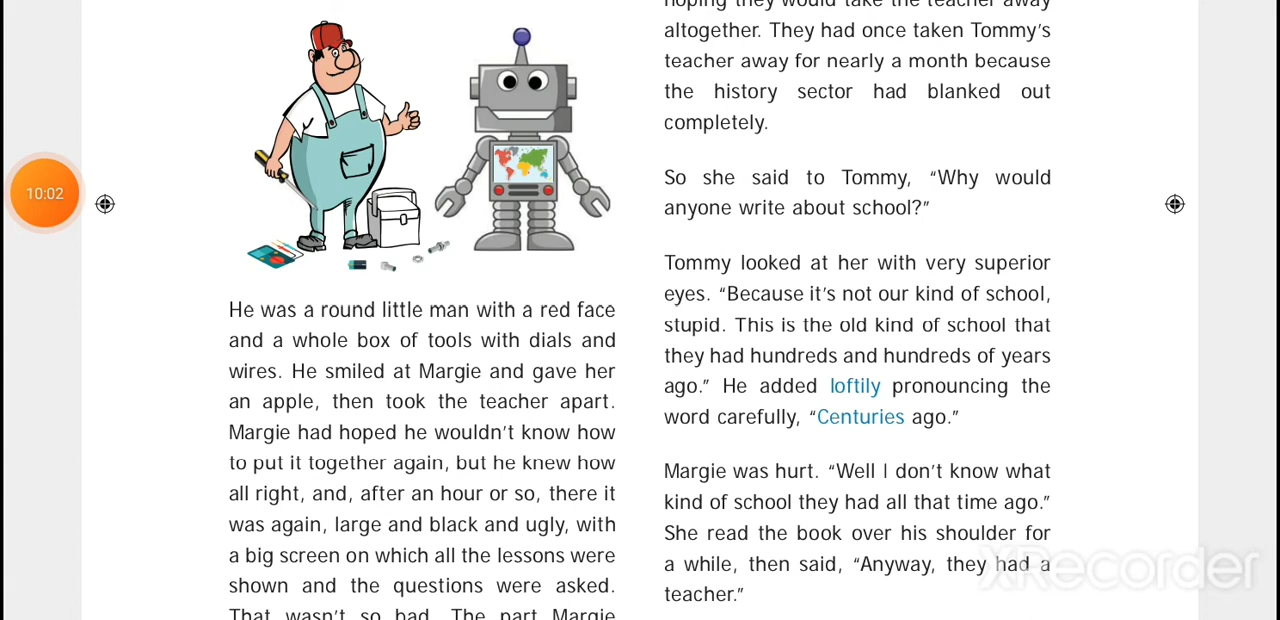 10:02
He was a round little man with a red face
and a whole box of tools with dials and
wires. He smiled at Margie and gave her
an apple, then took the teacher apart.
Margie had hoped he wouldn't know how
to put it together again, but he knew how
all right, and, after an hour or so, there it
was again, large and black and ugly, with
a big screen on which all the lessons were
shown and the questions were asked.
That wasn't so bad. The part Margie
hoping they would take the teacher away
altogether. They had once taken Tommy's
teacher away for nearly a month because
the history sector had blanked out
completely.
So she said to Tommy, “Why would
anyone write about school?”
Tommy looked at her with very superior
eyes. “Because it's not our kind of school,
stupid. This is the old kind of school that
they had hundreds and hundreds of years
ago.” He added loftily pronouncing the
word carefully, “Centuries ago.”
Margie was hurt. “Well I don't know what
kind of school they had all that time ago.”
She read the book over his shoulder for
a while, then said, “Anyway, they had a
teacher.”
XRecorder